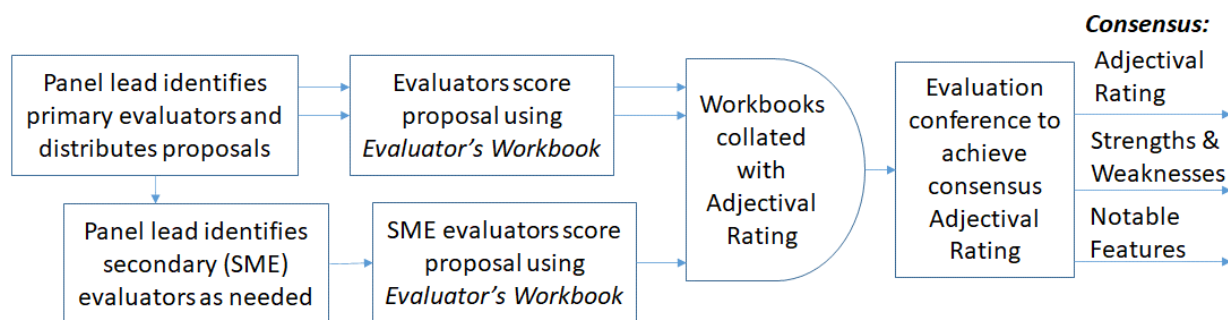 Panel lead identifies
primary evaluators and
distributes proposals
Evaluators score
proposal using
Evaluator's Workbook
Panel lead identifies
secondary (SME)
evaluators as needed
SME evaluators score
proposal using
Evaluator's Workbook
Workbooks
collated
with
Adjectival
Rating
Evaluation
conference to
achieve
consensus
Adjectival
Rating
Consensus:
Adjectival
Rating
Strengths &
Weaknesses
Notable
Features